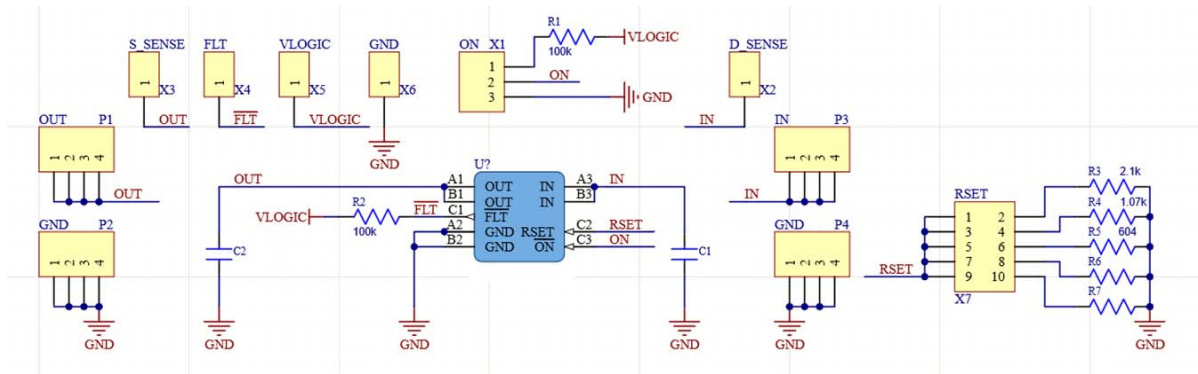 S_SENSE
1
X3
OUT
FLT
1
X4
FLT
VLOGIC
1
X5
VLOGIC
GND
1
X6
GND
ON X1
1
2
3
R1
100k
VLOGIC
ON
GND
D_SENSE
1
X2
IN
OUT P1
1 2 3 4
OUT
GND P2
1 2 3 4
GND
OUT
C2
GND
VLOGIC
R2
100k
FLT
U?
A1 OUT IN A3
B1 OUT IN B3
C1 FLT
A2 GND RSET C2
B2 GND ON C3
IN
RSET
ON
GND
C1
GND
IN P3
1 2 3 4
IN
GND P4
1 2 3 4
GND
RSET
RSET
1 2
3 4
5 6
7 8
9 10
X7
R3 2.1k
R4 1.07k
R5 604
R6
R7
GND